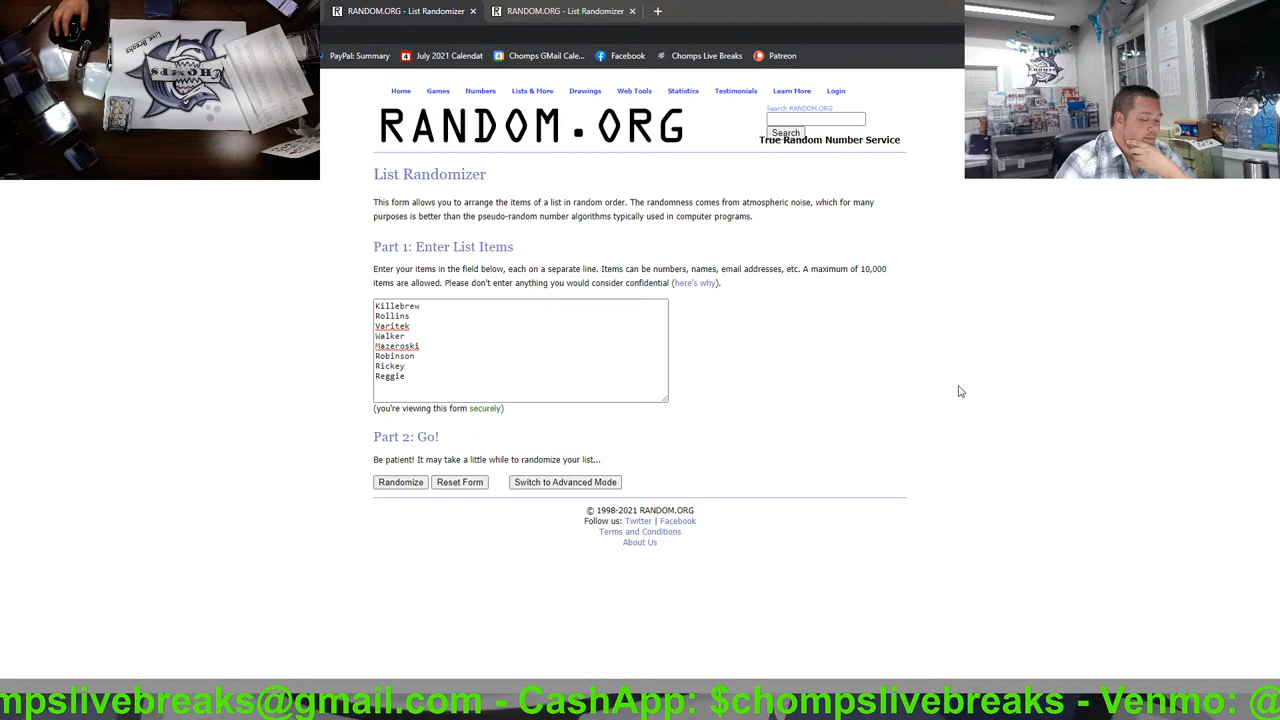 RANDOM.ORG - List Randomizer
RANDOM.ORG - List Randomizer
PayPal: Summary
July 2021 Calendat
Chomps GMail Cale...
Facebook
Chomps Live Breaks
Patreon
Live Breaks
CHOMPS
Home Games Numbers Lists & More Drawings Web Tools Statistics Testimonials Learn More Login
RANDOM.ORG
Search RANDOM.ORG
Search
True Random Number Service
List Randomizer
This form allows you to arrange the items of a list in random order. The randomness comes from atmospheric noise, which for many
purposes is better than the pseudo-random number algorithms typically used in computer programs.
Part 1: Enter List Items
Enter your items in the field below, each on a separate line. Items can be numbers, names, email addresses, etc. A maximum of 10,000
items are allowed. Please don't enter anything you would consider confidential (here's why).
Killebrew
Rollins
Varitek
Walker
Mazeroski
Robinson
Rickey
Reggie
(you're viewing this form securely)
Part 2: Go!
Be patient! It may take a little while to randomize your list...
Randomize Reset Form Switch to Advanced Mode
© 1998-2021 RANDOM.ORG
Follow us: Twitter | Facebook
Terms and Conditions
About Us
mpslivebreaks@gmail.com - CashApp: $chompslivebreaks - Venmo: @